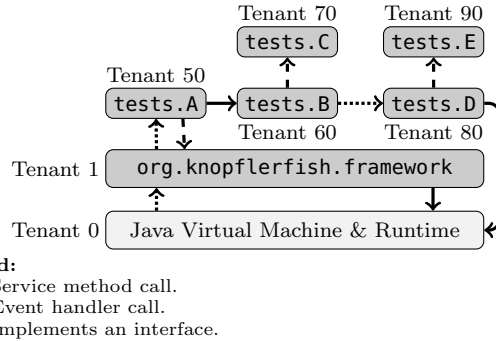 Tenant 70 Tenant 90
tests.C tests.E
Tenant 50
tests.A tests.B tests.D
Tenant 60 Tenant 80
Tenant 1 org.knopflerfish.framework
Tenant 0 Java Virtual Machine & Runtime
d:
Service method call.
Event handler call.
mplements an interface.